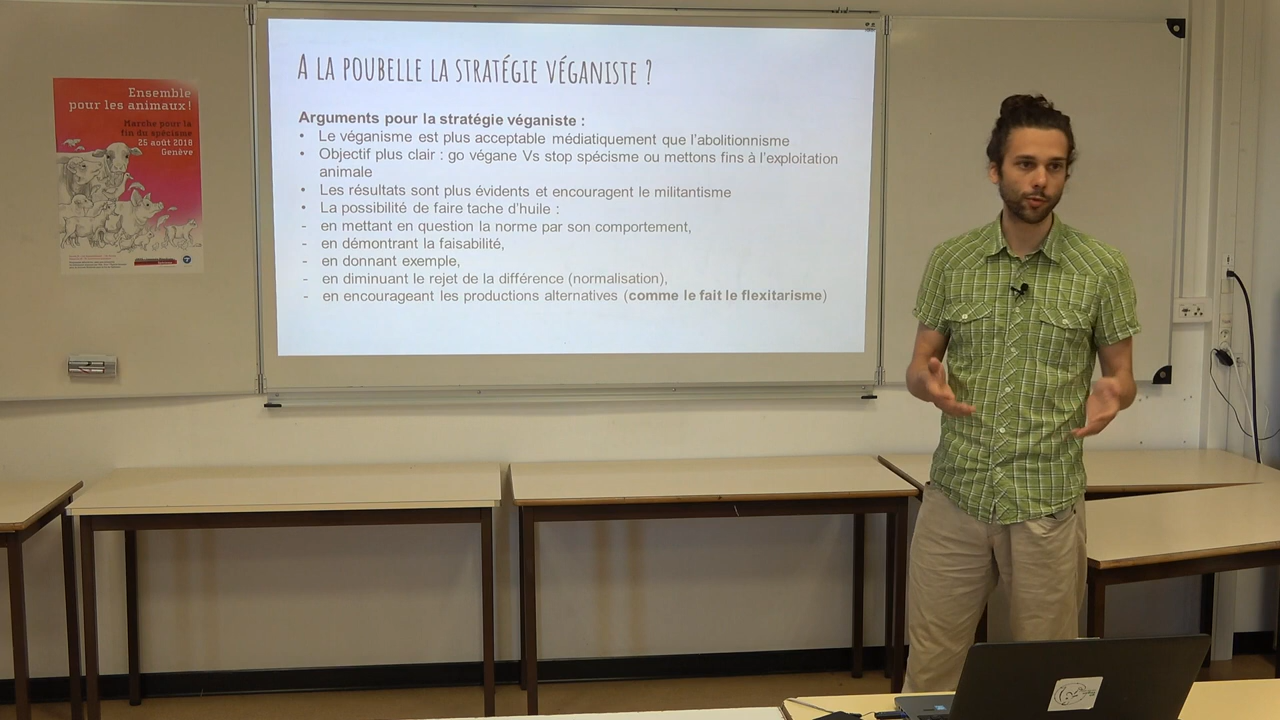 Ensemble
pour les animaux!
Marche pour la
fin du spécisme
25 août 2018
Genève
A LA POUBELLE LA STRATÉGIE VÉGANISTE ?
Arguments pour la stratégie véganiste :
• Le véganisme est plus acceptable médiatiquement que l'abolitionnisme
• Objectif plus clair : go végane Vs stop spécisme ou mettons fins à l'exploitation
animale
• Les résultats sont plus évidents et encouragent le militantisme
• La possibilité de faire tache d'huile :
- en mettant en question la norme par son comportement,
- en démontrant la faisabilité,
- en donnant exemple,
- en diminuant le rejet de la différence (normalisation),
- en encourageant les productions alternatives (comme le fait le flexitarisme)